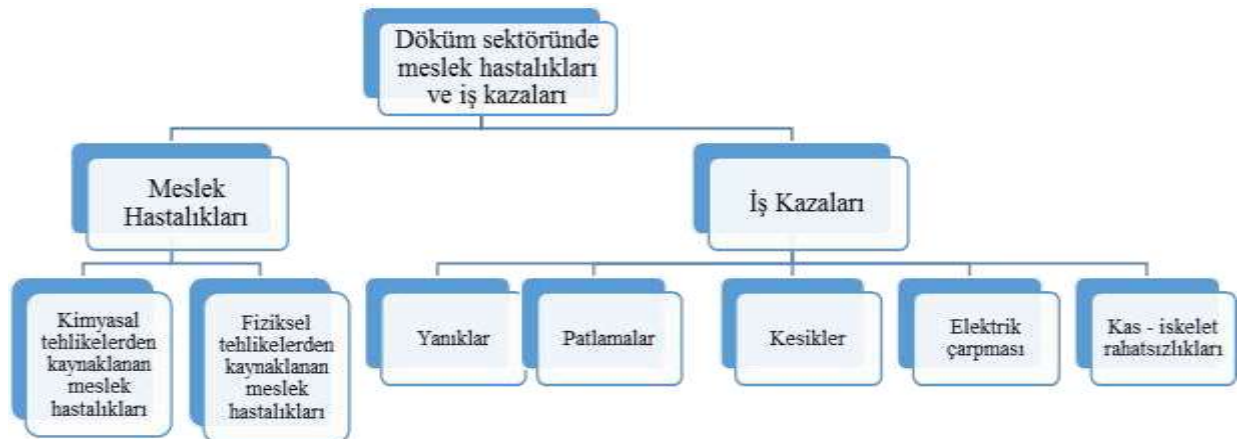 Döküm sektöründe
meslek hastalıkları
ve iş kazaları
Meslek
Hastalıkları
İş Kazaları
Kimyasal
tehlikelerden
kaynaklanan
meslek
hastalıkları
Fiziksel
tehlikelerden
kaynaklanan
meslek
hastalıkları
Yanıklar
Patlamalar
Kesikler
Elektrik
çarpması
Kas - iskelet
rahatsızlıkları